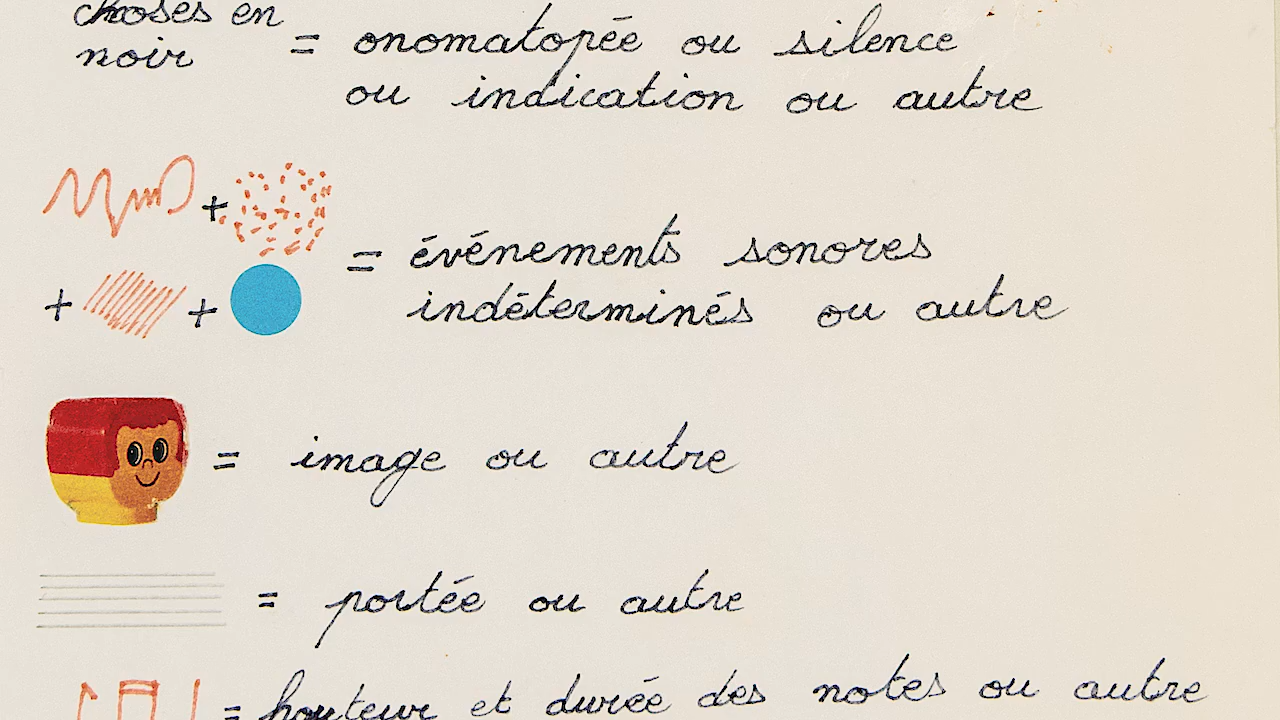 choses en
noir = onomatopée ou silence
ou indication ou autre
+
= événements sonores
+ + indéterminés ou autre
= image ou autre
= portée ou autre
= hauteur et durée des notes ou autre